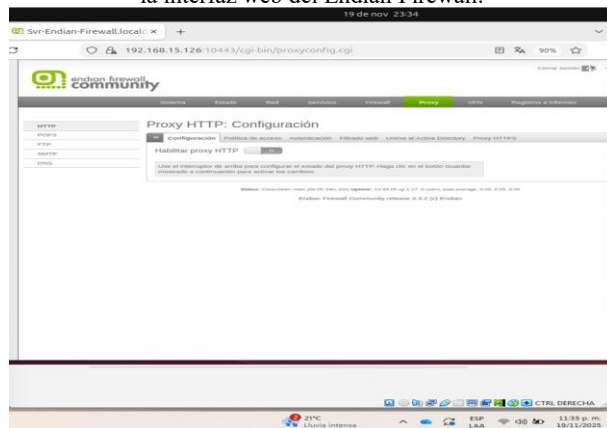 la interfaz web del Endian Firewall.
19 de nov 23:34
Svr-Endian-Firewall.local
192.168.15.126:10443/cgi-bin/proxyconfig.cgi
90%
Cerrar sesión
endian firewall
community
Sistema Estado Red Servicios Firewall Proxy VPN Registros e informes
HTTP
POP3
FTP
SMTP
DNS
Proxy HTTP: Configuración
Configuración Política de acceso Autenticación Filtrado web Unirse al Active Directory Proxy HTTPS
Habilitar proxy HTTP
Use el interruptor de arriba para configurar el estado del proxy HTTP. Haga clic en el botón Guardar
mostrado a continuación para activar los cambios.
Endian Firewall Community release 3.3.2 (c) Endian
CTRL DERECHA
2
21°C
Lluvia intensa
ESP
LAA
11:35 p. m.
19/11/2025